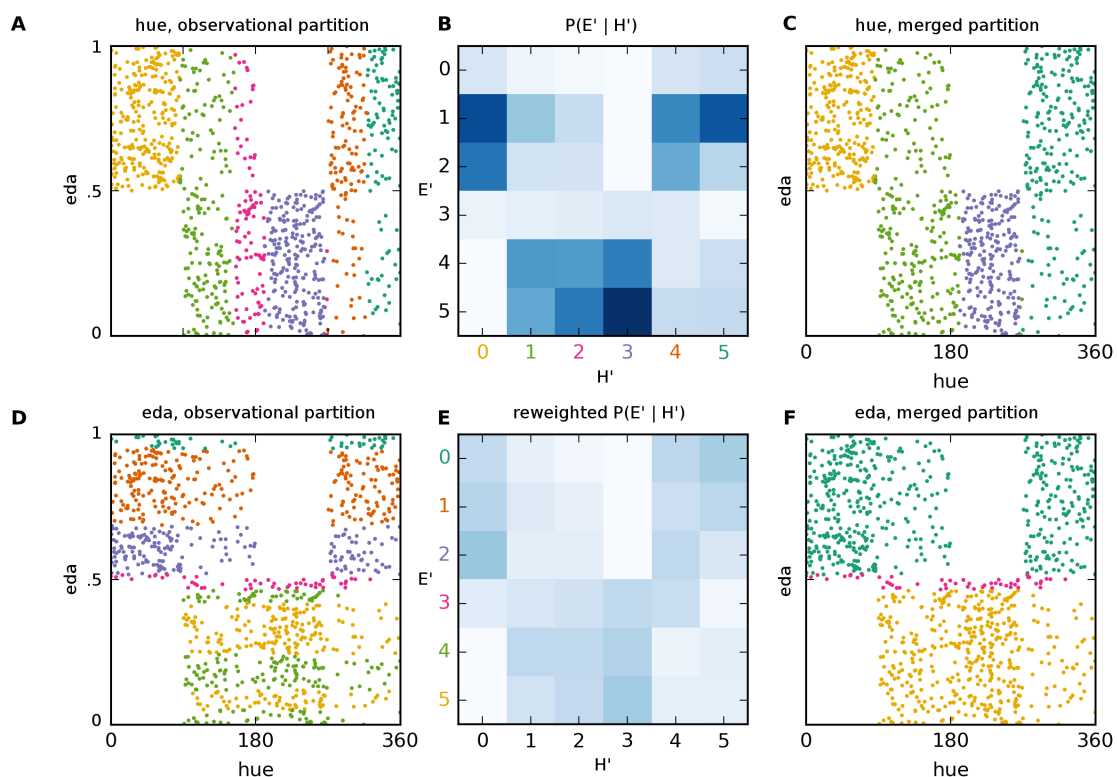 A hue, observational partition
1
eda
.5
0
B P(E' | H')
0
1
2
E'
3
4
5
0 1 2 3 4 5
H'
C hue, merged partition
eda
0 180 360
hue
D eda, observational partition
1
eda
.5
0
0 180 360
hue
E reweighted P(E' | H')
0
1
2
E'
3
4
5
0 1 2 3 4 5
H'
F eda, merged partition
eda
0 180 360
hue